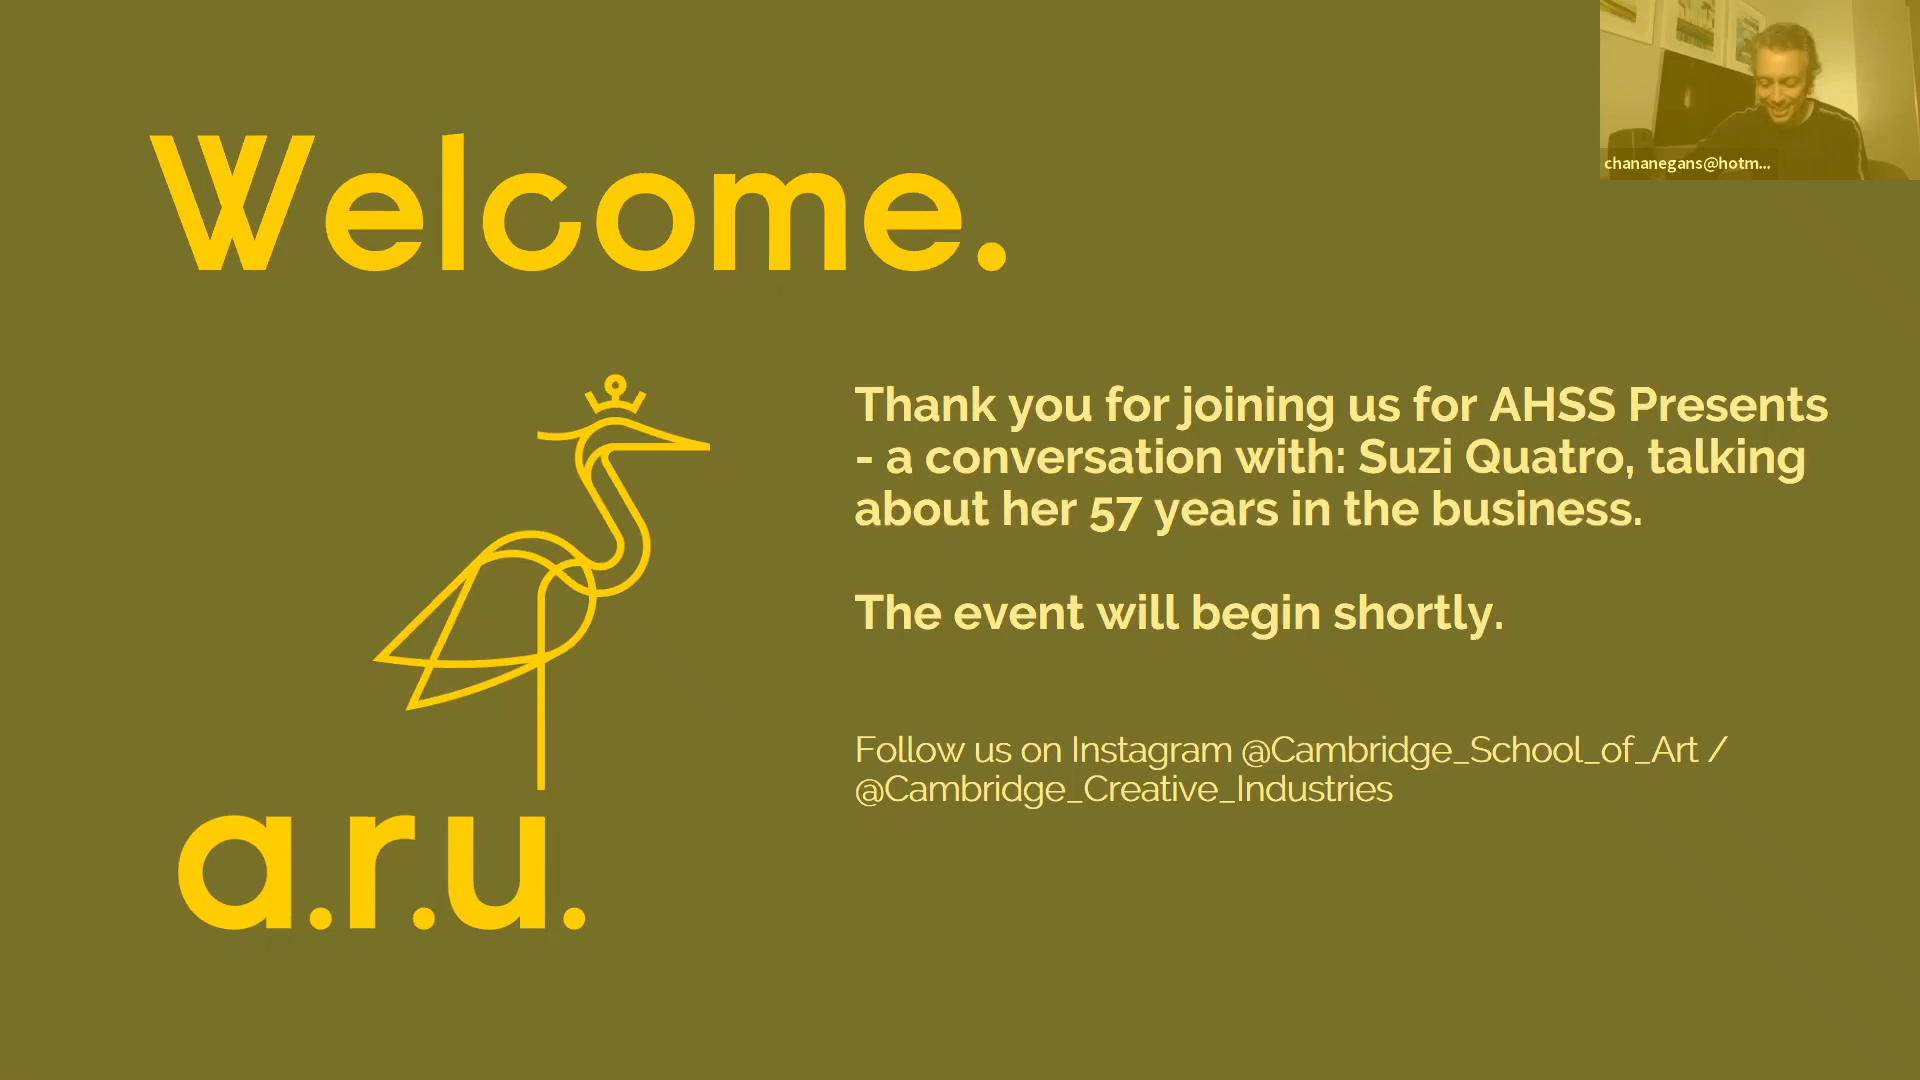 chananegans@hotm...
Welcome.
Thank you for joining us for AHSS Presents
- a conversation with: Suzi Quatro, talking
about her 57 years in the business.
The event will begin shortly.
Follow us on Instagram @Cambridge_School_of_Art /
@Cambridge_Creative_Industries
a.r.u.